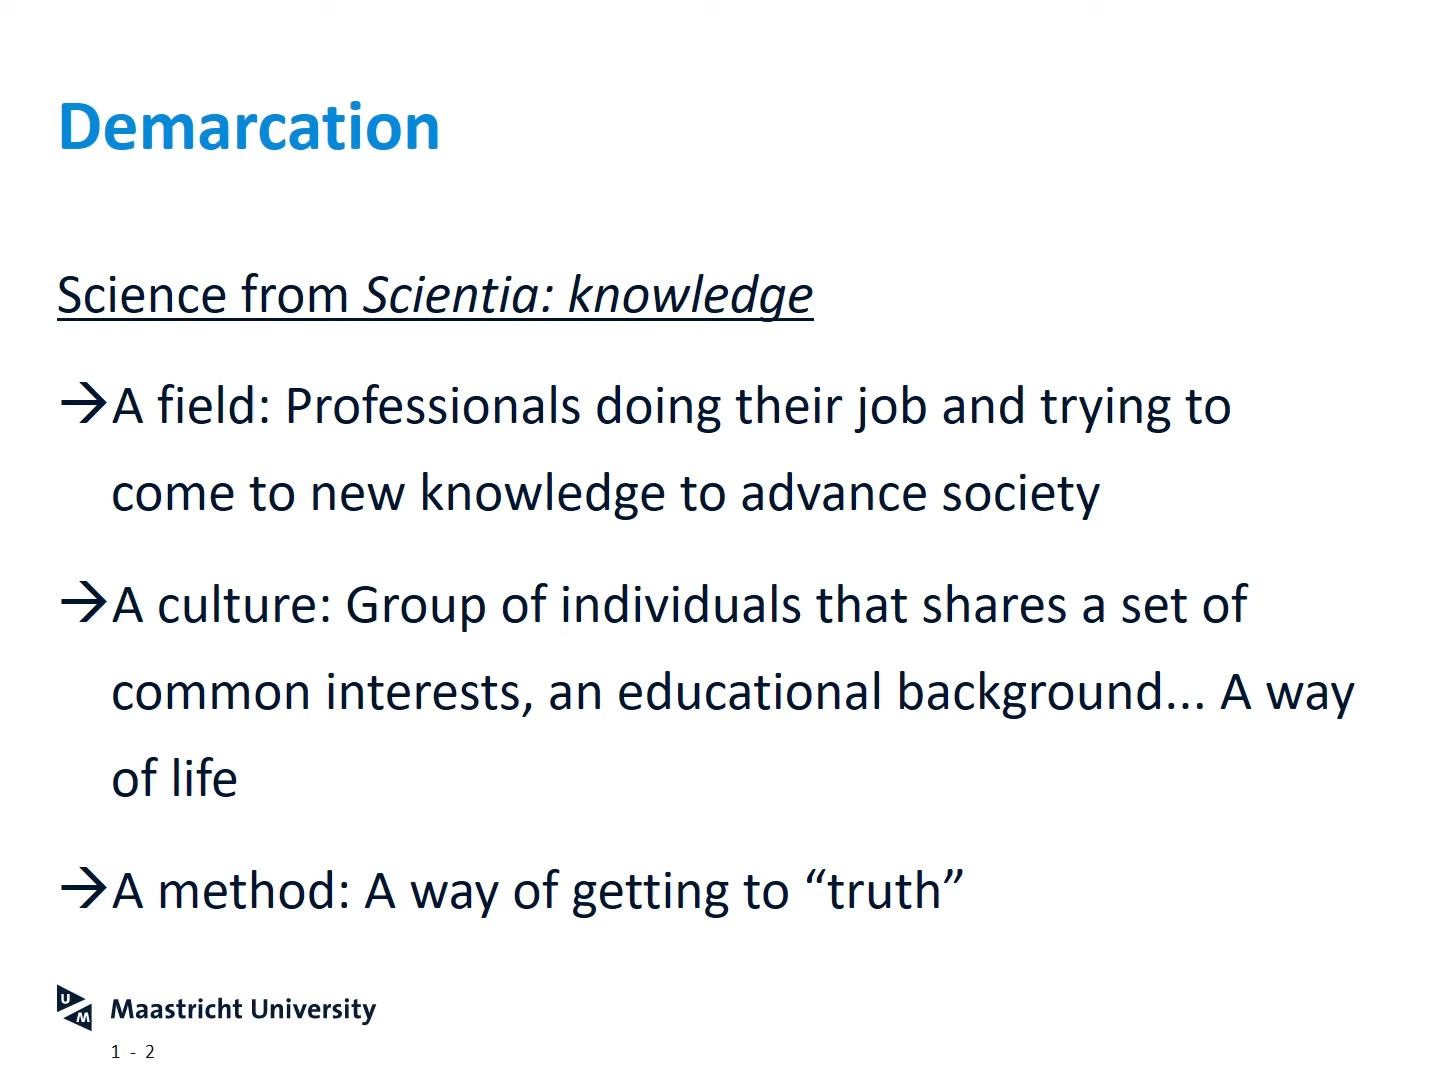 Demarcation
Science from Scientia: knowledge
→A field: Professionals doing their job and trying to
come to new knowledge to advance society
→A culture: Group of individuals that shares a set of
common interests, an educational background... A way
of life
→A method: A way of getting to “truth”
UM Maastricht University
1 - 2